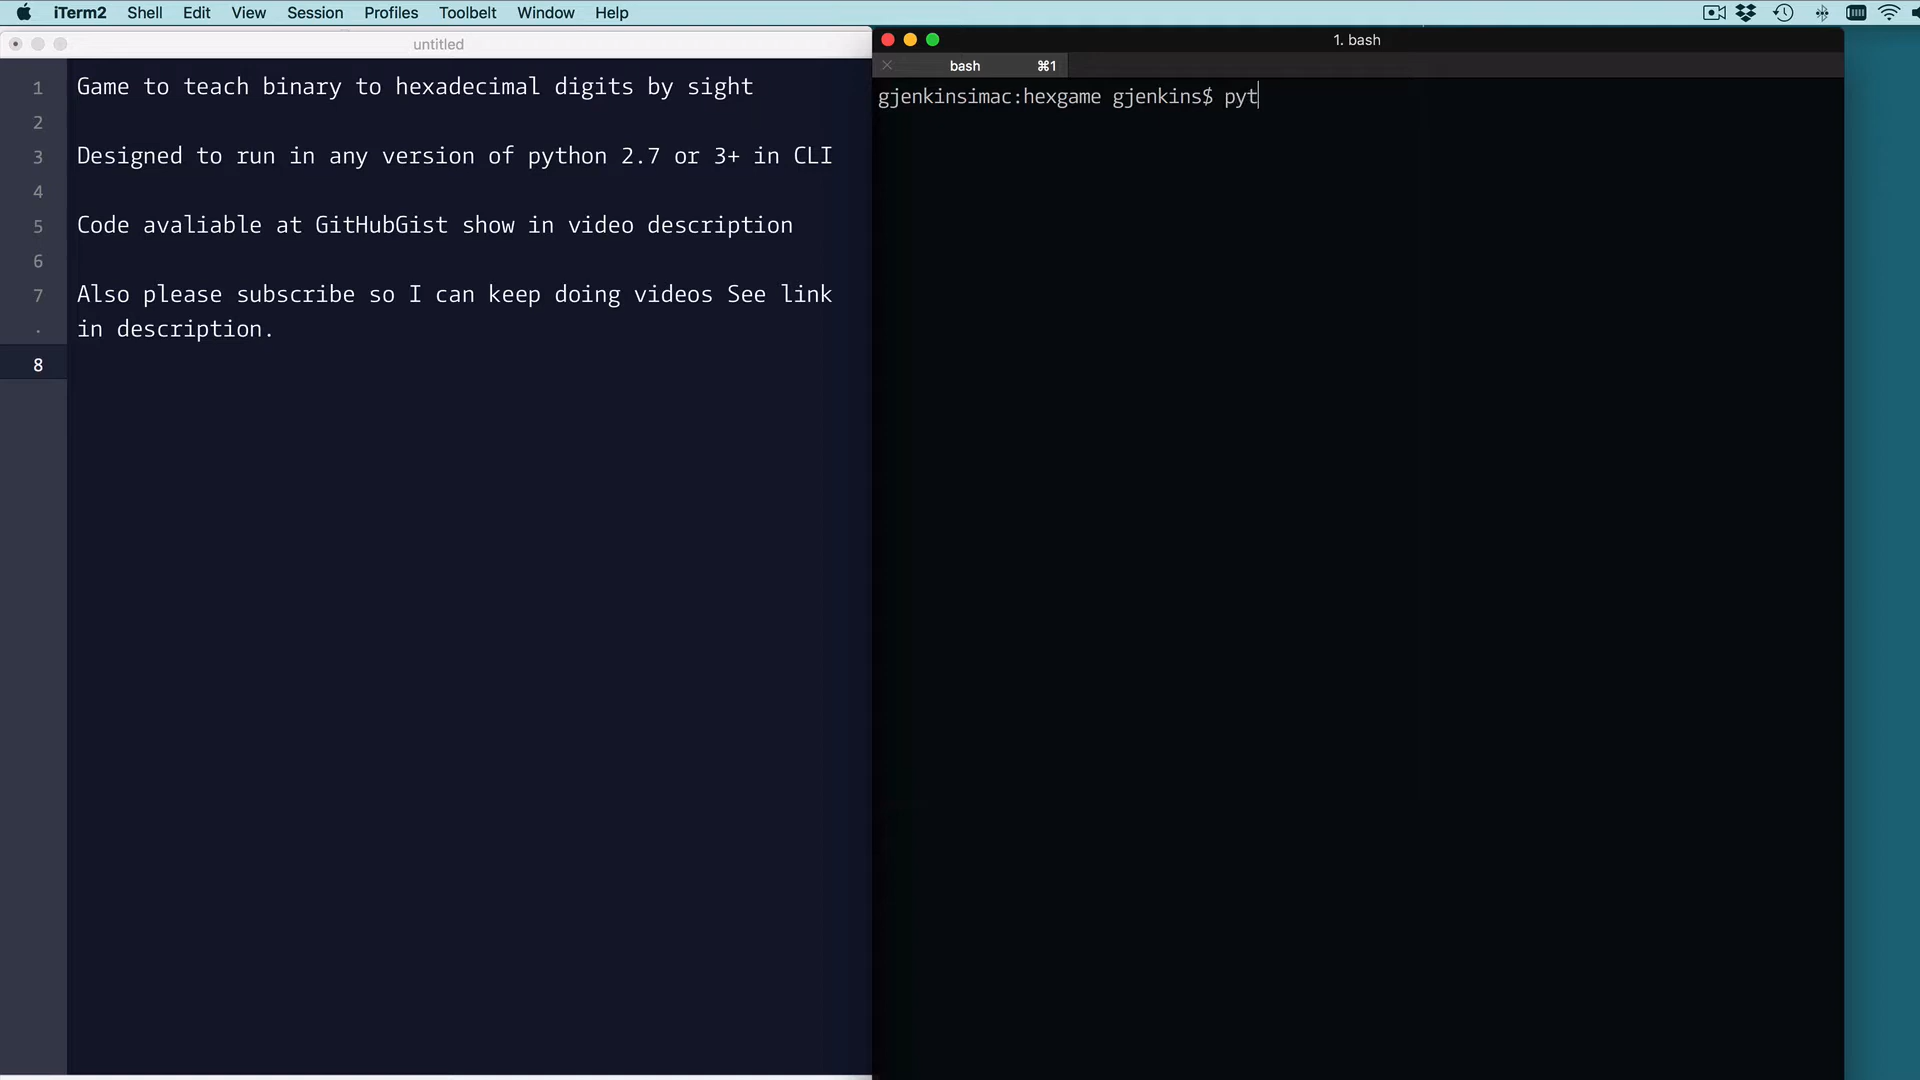 iTerm2 Shell Edit View Session Profiles Toolbelt Window Help
untitled
1 Game to teach binary to hexadecimal digits by sight
2
3 Designed to run in any version of python 2.7 or 3+ in CLI
4
5 Code avaliable at GitHubGist show in video description
6
7 Also please subscribe so I can keep doing videos See link
. in description.
8
1. bash
bash ⌘1
gjenkinsimac:hexgame gjenkins$ pyt